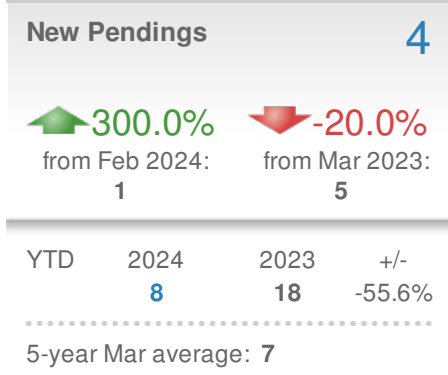 New Pendings 4
300.0% -20.0%
from Feb 2024: from Mar 2023:
1 5
YTD 2024 2023 +/-
8 18 -55.6%
5-year Mar average: 7